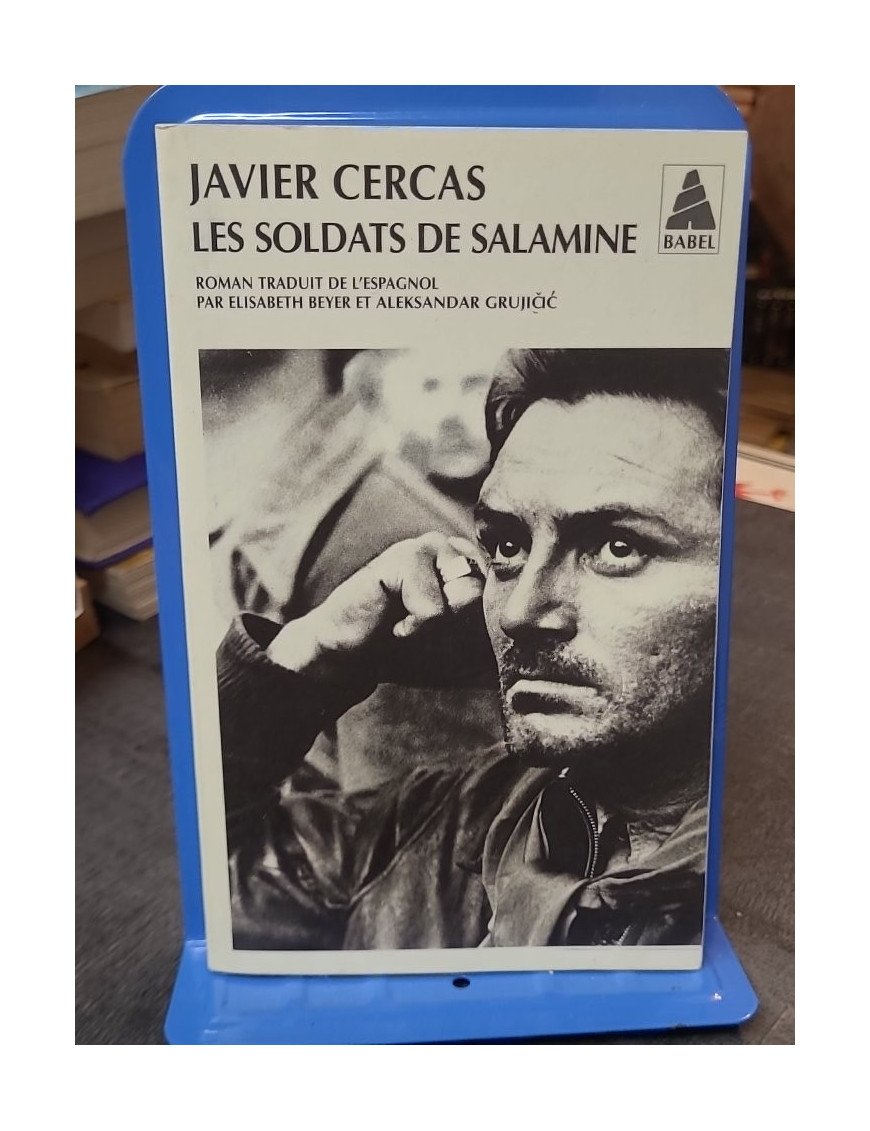 JAVIER CERCAS
LES SOLDATS DE SALAMINE
BABEL
ROMAN TRADUIT DE L'ESPAGNOL
PAR ELISABETH BEYER ET ALEKSANDAR GRUJIČIĆ